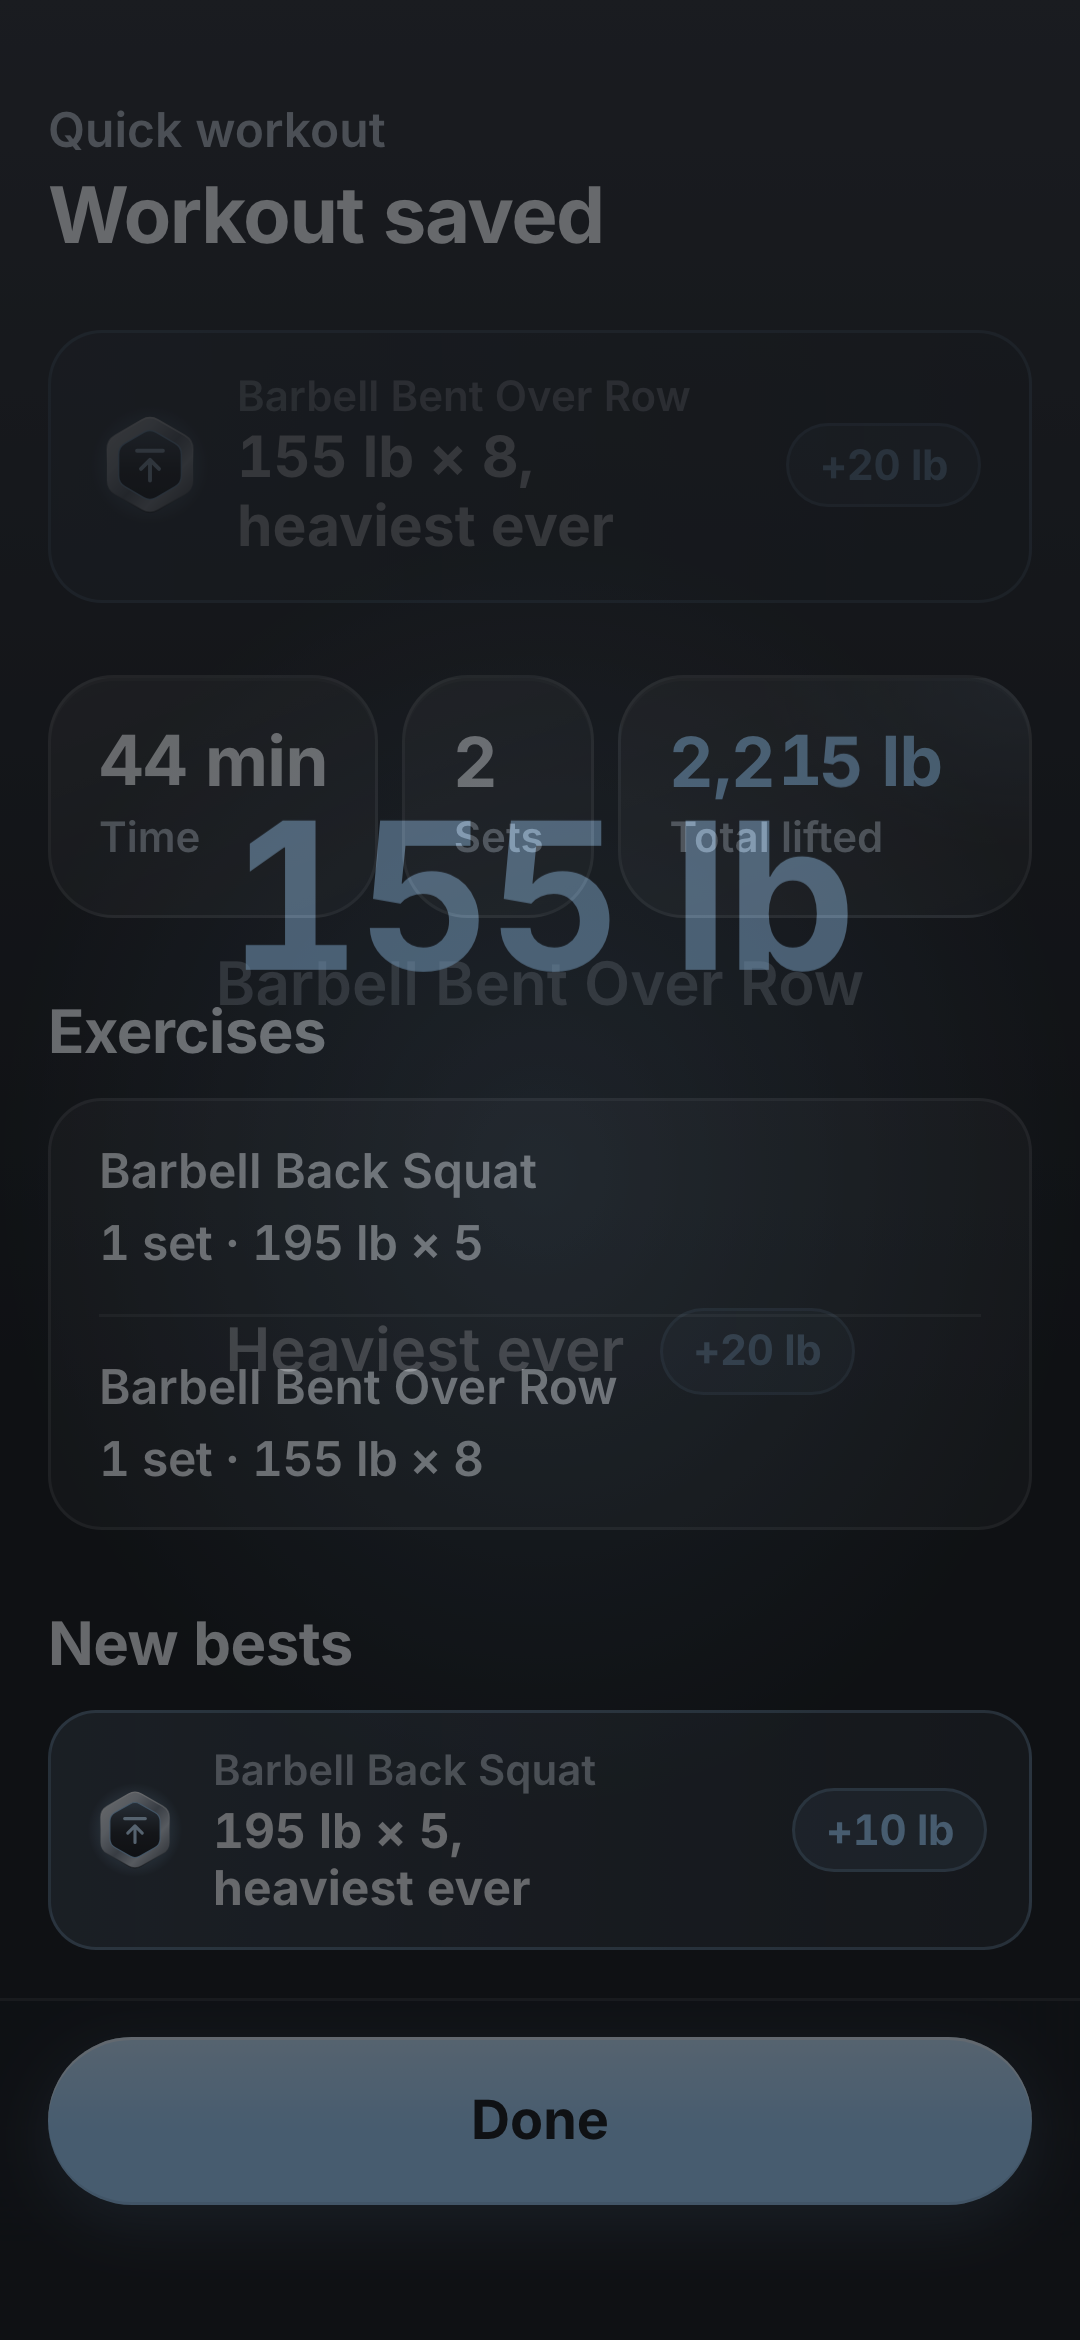 Quick workout
Workout saved
Barbell Bent Over Row
155 lb × 8,
heaviest ever
+20 lb
44 min
Time
2
Sets
2,215 lb
Total lifted
155 lb
Barbell Bent Over Row
Exercises
Barbell Back Squat
1 set · 195 lb × 5
Heaviest ever
+20 lb
Barbell Bent Over Row
1 set · 155 lb × 8
New bests
Barbell Back Squat
195 lb × 5,
heaviest ever
+10 lb
Done